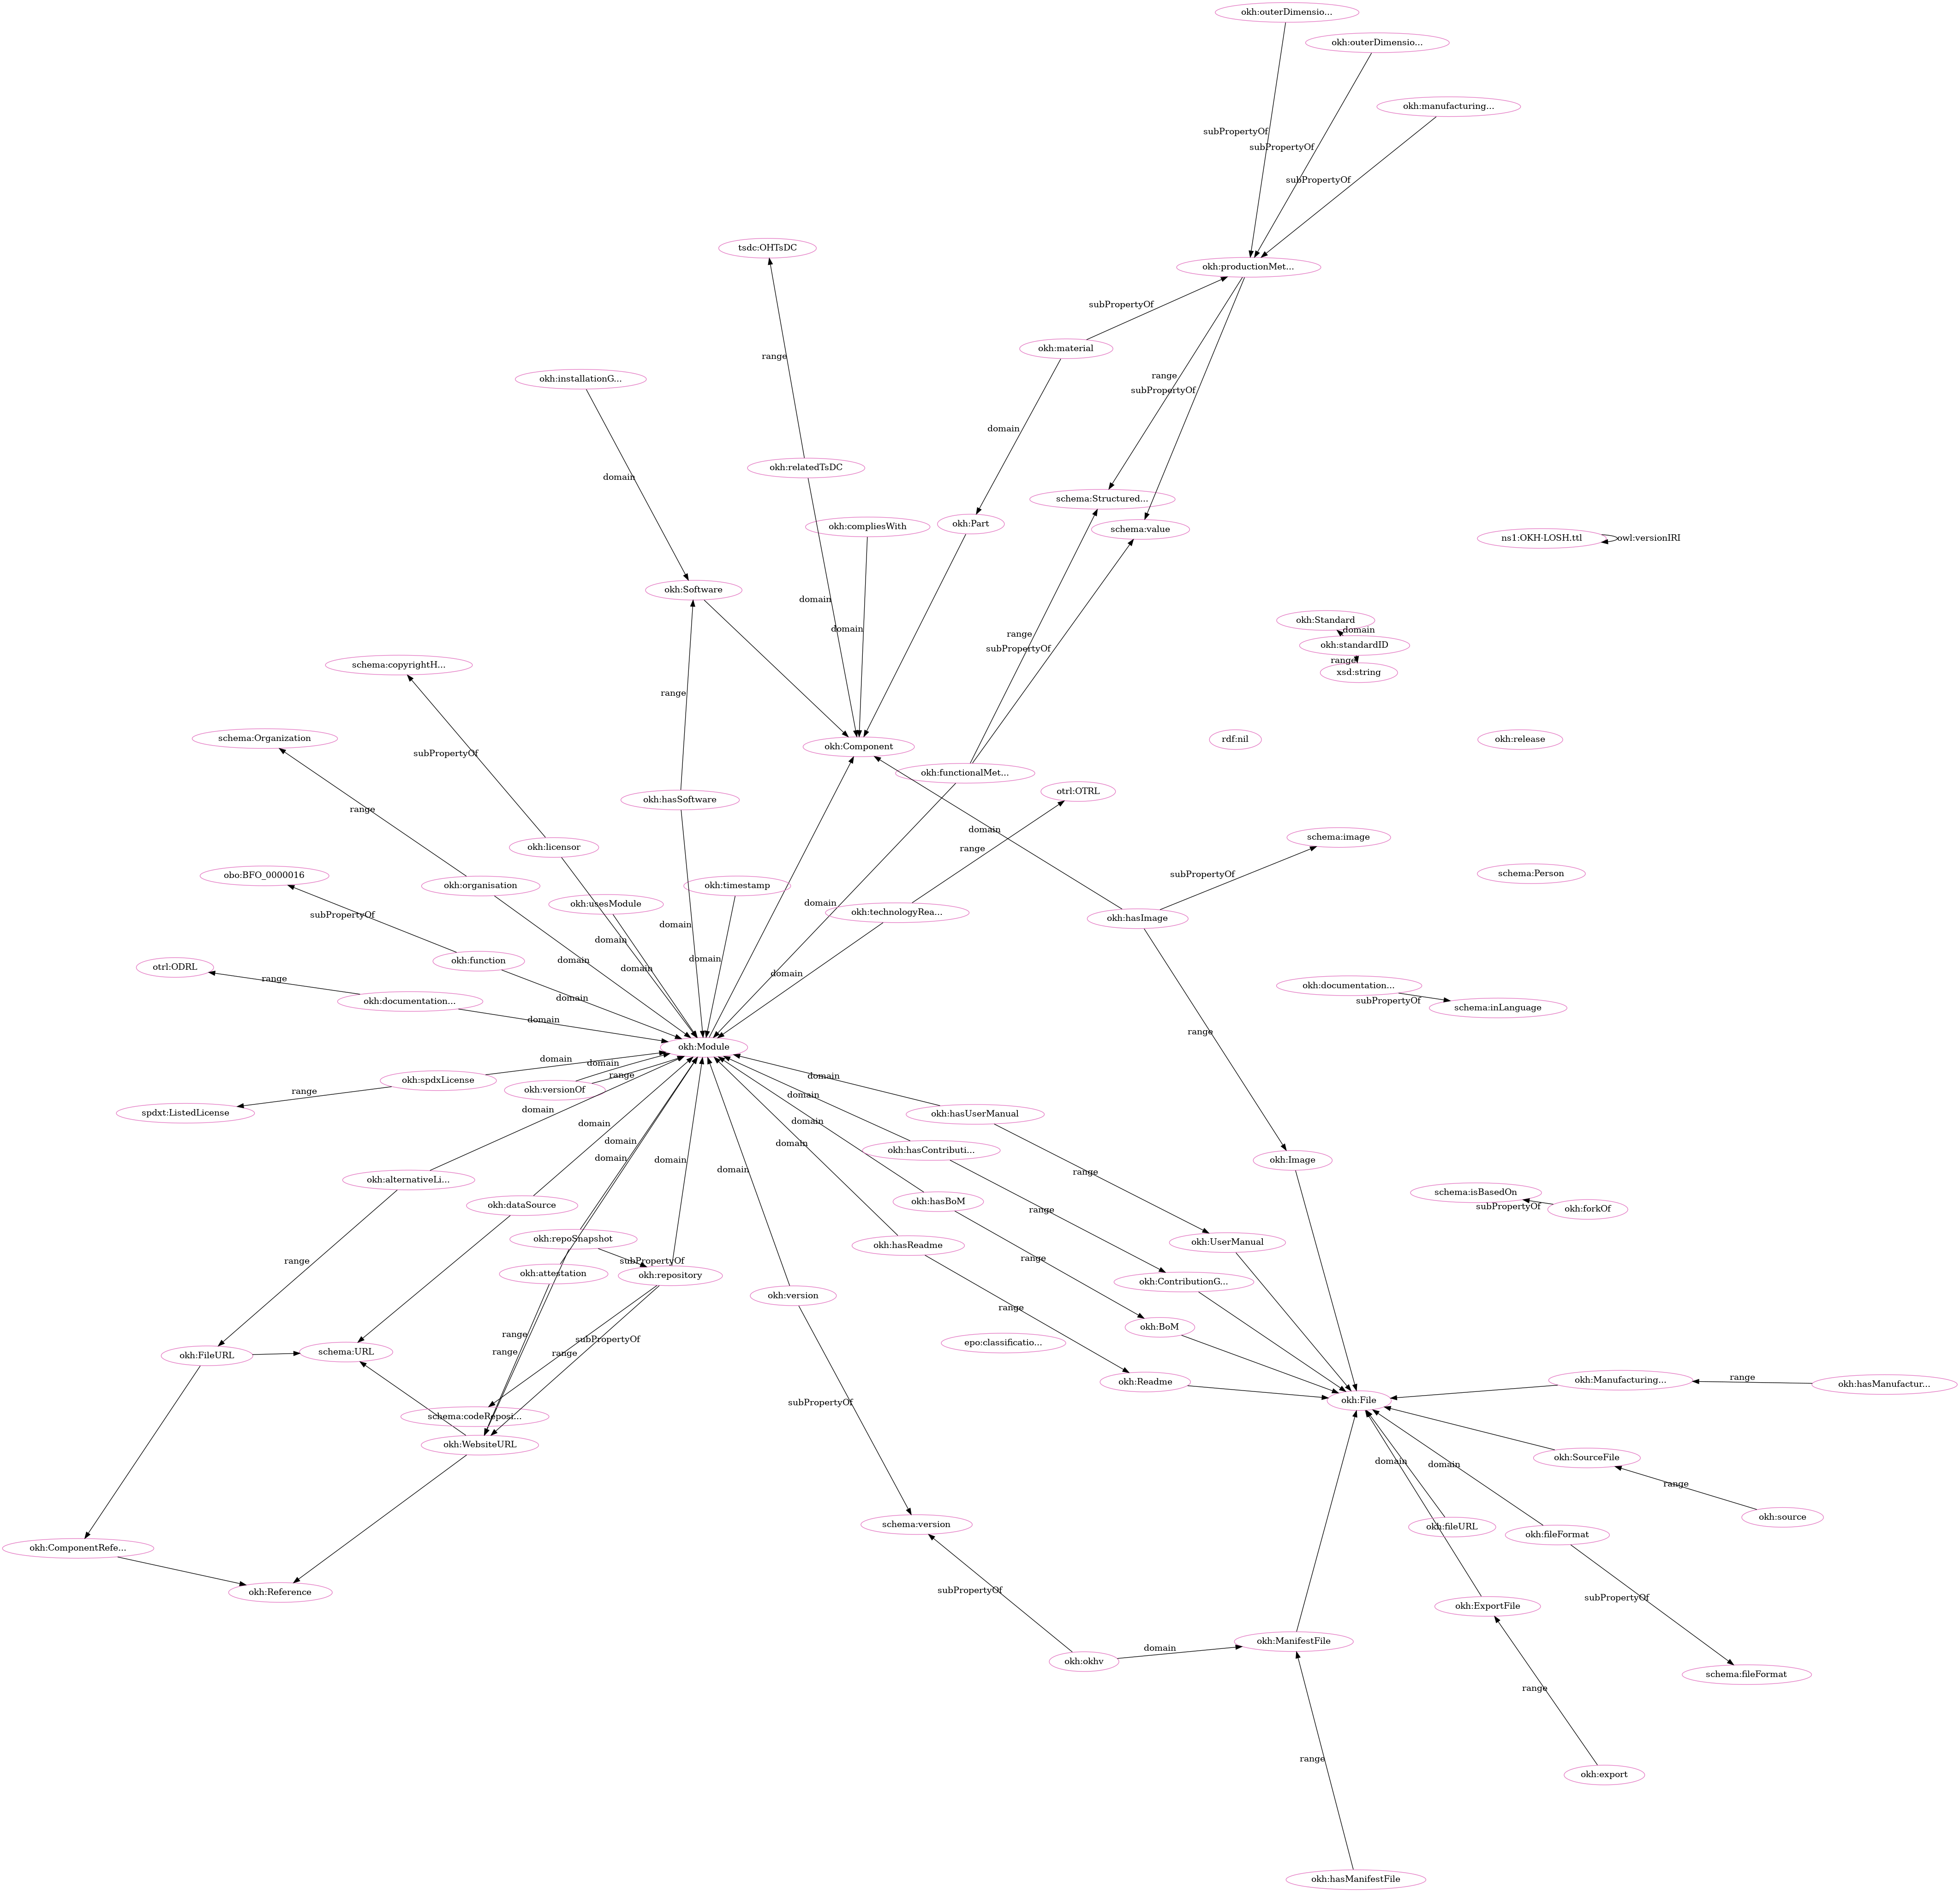 okh:outerDimensio...
okh:outerDimensio...
okh:manufacturing...
subPropertyOf
subPropertyOf
subPropertyOf
tsdc:OHTsDC
okh:productionMet...
subPropertyOf
okh:material
range
okh:installationG...
range
subPropertyOf
domain
okh:relatedTsDC
domain
schema:Structured...
okh:compliesWith
okh:Part
schema:value
ns1:OKH-LOSH.ttl
owl:versionIRI
okh:Software
domain
okh:Standard
domain
domain
range
subPropertyOf
okh:standardID
range
xsd:string
schema:copyrightH...
range
schema:Organization
subPropertyOf
okh:Component
rdf:nil
okh:release
okh:functionalMet...
okh:hasSoftware
otrl:OTRL
range
domain
schema:image
okh:licensor
range
obo:BFO_0000016
okh:organisation
okh:timestamp
schema:Person
subPropertyOf
okh:usesModule
domain
okh:technologyRea...
subPropertyOf
domain
okh:hasImage
domain
otrl:ODRL
okh:function
domain
domain
domain
domain
range
okh:documentation...
domain
okh:documentation...
subPropertyOf
schema:inLanguage
domain
range
okh:Module
domain
domain
range
domain
okh:spdxLicense
okh:versionOf
range
domain
spdxt:ListedLicense
domain
domain
okh:hasUserManual
domain
domain
domain
okh:hasContributi...
domain
domain
domain
okh:Image
okh:alternativeLi...
range
okh:dataSource
okh:hasBoM
schema:isBasedOn
subPropertyOf
okh:forkOf
range
okh:repoSnapshot
okh:hasReadme
okh:UserManual
range
subPropertyOf
range
okh:attestation
okh:repository
okh:ContributionG...
okh:version
range
range
subPropertyOf
epo:classificatio...
okh:BoM
okh:FileURL
schema:URL
range
range
okh:Readme
okh:Manufacturing...
range
okh:hasManufactur...
subPropertyOf
okh:File
schema:codeReposi...
okh:WebsiteURL
domain
domain
okh:SourceFile
range
schema:version
okh:fileURL
okh:source
okh:fileFormat
okh:ComponentRefe...
okh:Reference
subPropertyOf
subPropertyOf
okh:ExportFile
domain
okh:ManifestFile
okh:okhv
schema:fileFormat
range
range
okh:export
okh:hasManifestFile